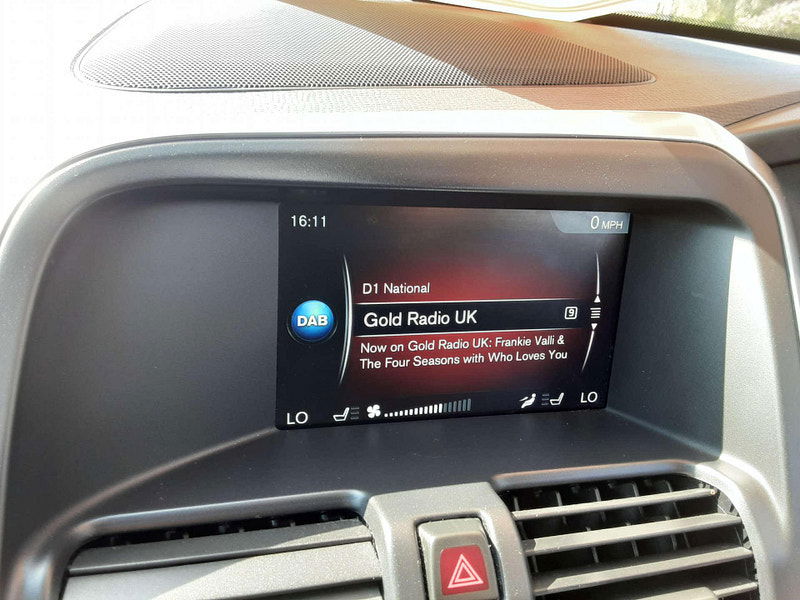 16:11
0 MPH
D1 National
DAB
Gold Radio UK 9
Now on Gold Radio UK: Frankie Valli &
The Four Seasons with Who Loves You
LO LO